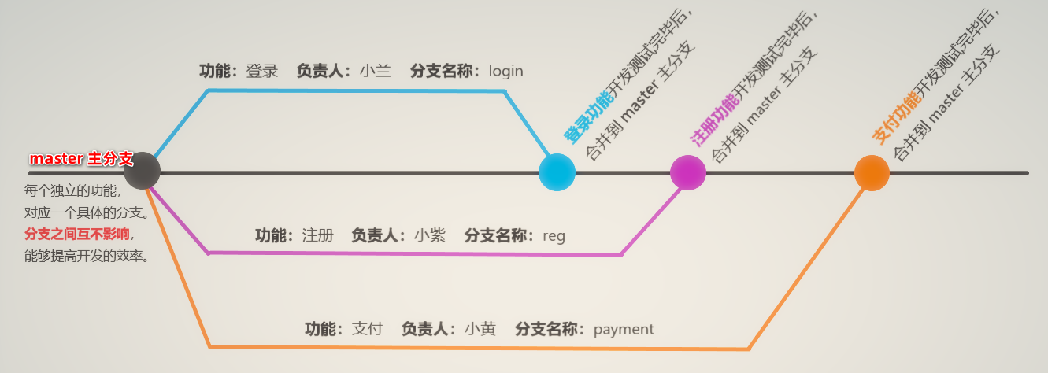 功能：登录 负责人：小兰 分支名称：login
登录功能开发测试完毕后，
合并到 master 主分支
注册功能开发测试完毕后，
合并到 master 主分支
支付功能开发测试完毕后，
合并到 master 主分支
master 主分支
每个独立的功能，
对应一个具体的分支。
分支之间互不影响，
能够提高开发的效率。
功能：注册 负责人：小紫 分支名称：reg
功能：支付 负责人：小黄 分支名称：payment